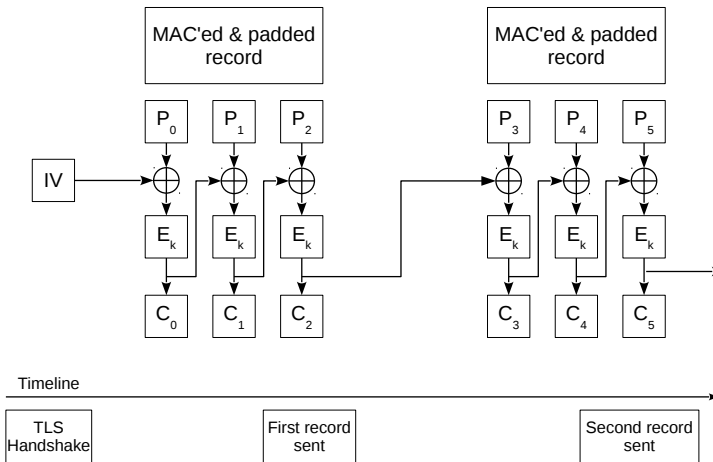 MAC'ed & padded
record
MAC'ed & padded
record
P0 P1 P2 P3 P4 P5
IV
Ek Ek Ek Ek Ek Ek
C0 C1 C2 C3 C4 C5
Timeline
TLS
Handshake
First record
sent
Second record
sent